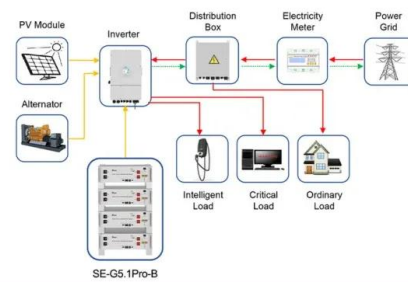 PV Module
Inverter
Distribution
Box
Electricity
Meter
Power
Grid
Alternator
Intelligent
Load
Critical
Load
Ordinary
Load
SE-G5.1Pro-B